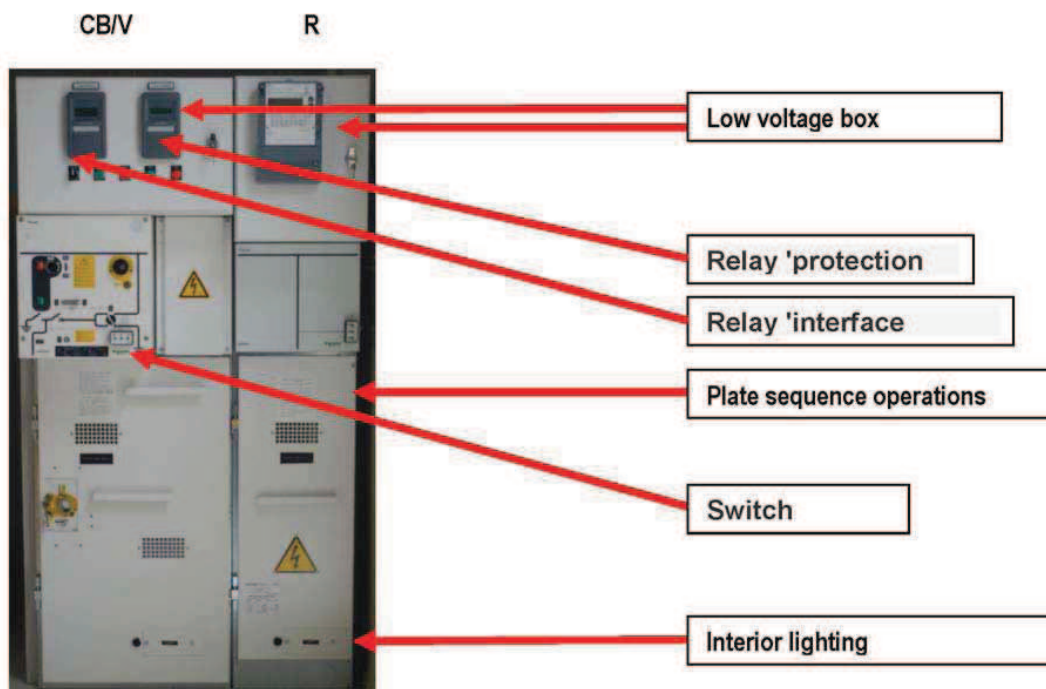 CB/V R
Low voltage box
Relay 'protection
Relay 'interface
Plate sequence operations
Switch
Interior lighting